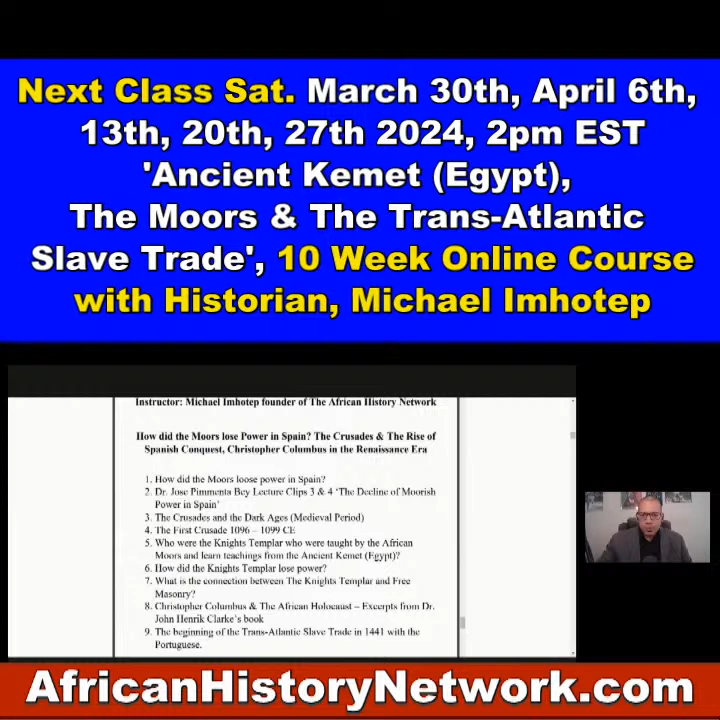 Next Class Sat. March 30th, April 6th,
13th, 20th, 27th 2024, 2pm EST
'Ancient Kemet (Egypt),
The Moors & The Trans-Atlantic
Slave Trade', 10 Week Online Course
with Historian, Michael Imhotep
Instructor: Michael Imhotep founder of The African History Network
How did the Moors lose Power in Spain? The Crusades & The Rise of
Spanish Conquest, Christopher Columbus in the Renaissance Era
1. How did the Moors loose power in Spain?
2. Dr. Jose Pimmenta Bey Lecture Clips 3 & 4 'The Decline of Moorish
Power in Spain'
3. The Crusades and the Dark Ages (Medieval Period)
4. The First Crusade 1096 – 1099 CE
5. Who were the Knights Templar who were taught by the African
Moors and learn teachings from the Ancient Kemet (Egypt)?
6. How did the Knights Templar lose power?
7. What is the connection between The Knights Templar and Free
Masonry?
8. Christopher Columbus & The African Holocaust – Excerpts from Dr.
John Henrik Clarke's book
9. The beginning of the Trans-Atlantic Slave Trade in 1441 with the
Portuguese.
AfricanHistoryNetwork.com